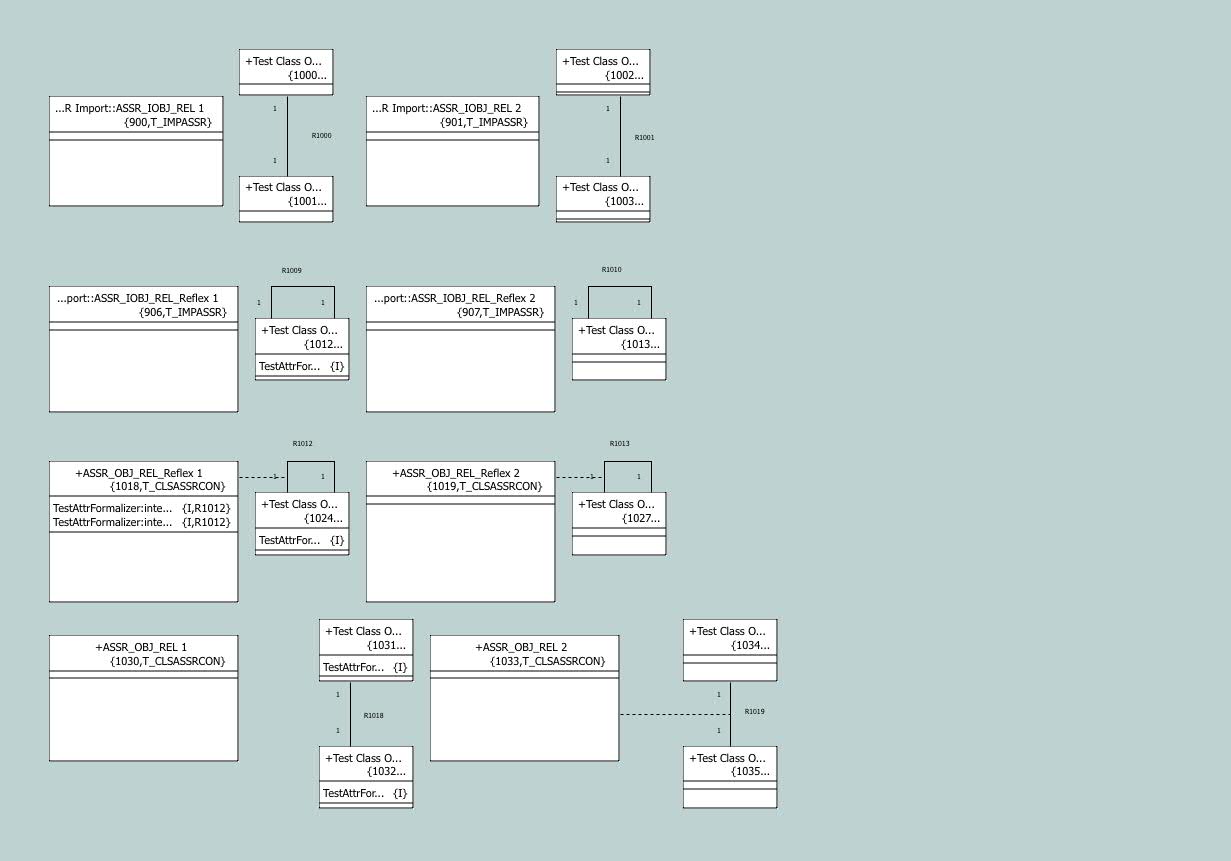 +Test Class O...
{1000...
+Test Class O...
{1002...
...R Import::ASSR_IOBJ_REL 1
{900,T_IMPASSR}
1
R1000
1
...R Import::ASSR_IOBJ_REL 2
{901,T_IMPASSR}
1
R1001
1
+Test Class O...
{1001...
+Test Class O...
{1003...
R1009
R1010
...port::ASSR_IOBJ_REL_Reflex 1
{906,T_IMPASSR}
1
1
...port::ASSR_IOBJ_REL_Reflex 2
{907,T_IMPASSR}
1
1
+Test Class O...
{1012...
TestAttrFor... {I}
+Test Class O...
{1013...
R1012
R1013
+ASSR_OBJ_REL_Reflex 1
{1018,T_CLSASSRCON}
TestAttrFormalizer:inte... {I,R1012}
TestAttrFormalizer:inte... {I,R1012}
1
1
+ASSR_OBJ_REL_Reflex 2
{1019,T_CLSASSRCON}
1
1
+Test Class O...
{1024...
TestAttrFor... {I}
+Test Class O...
{1027...
+Test Class O...
{1031...
TestAttrFor... {I}
+Test Class O...
{1034...
+ASSR_OBJ_REL 1
{1030,T_CLSASSRCON}
+ASSR_OBJ_REL 2
{1033,T_CLSASSRCON}
1
R1018
1
1
R1019
1
+Test Class O...
{1032...
TestAttrFor... {I}
+Test Class O...
{1035...